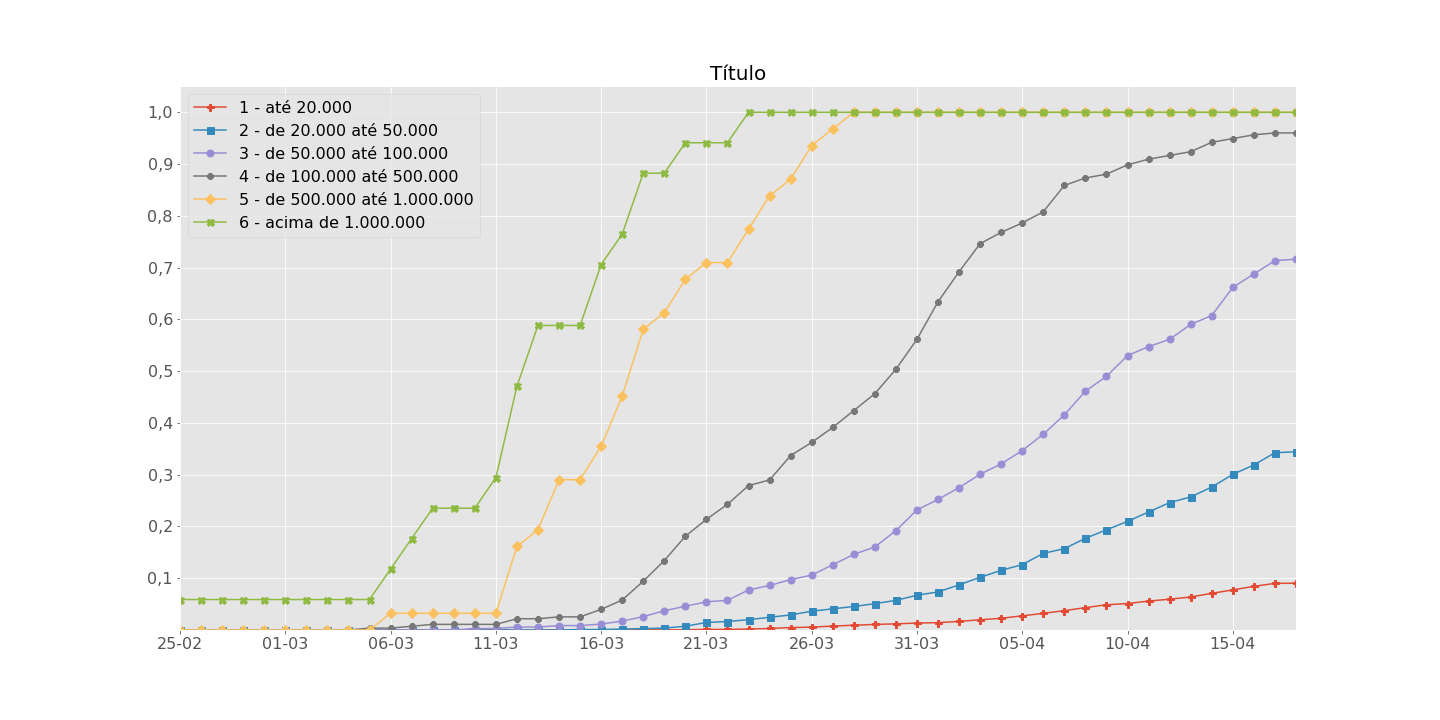 Título
1 - até 20.000
2 - de 20.000 até 50.000
3 - de 50.000 até 100.000
4 - de 100.000 até 500.000
5 - de 500.000 até 1.000.000
6 - acima de 1.000.000
1,0
0,9
0,8
0,7
0,6
0,5
0,4
0,3
0,2
0,1
25-02 01-03 06-03 11-03 16-03 21-03 26-03 31-03 05-04 10-04 15-04